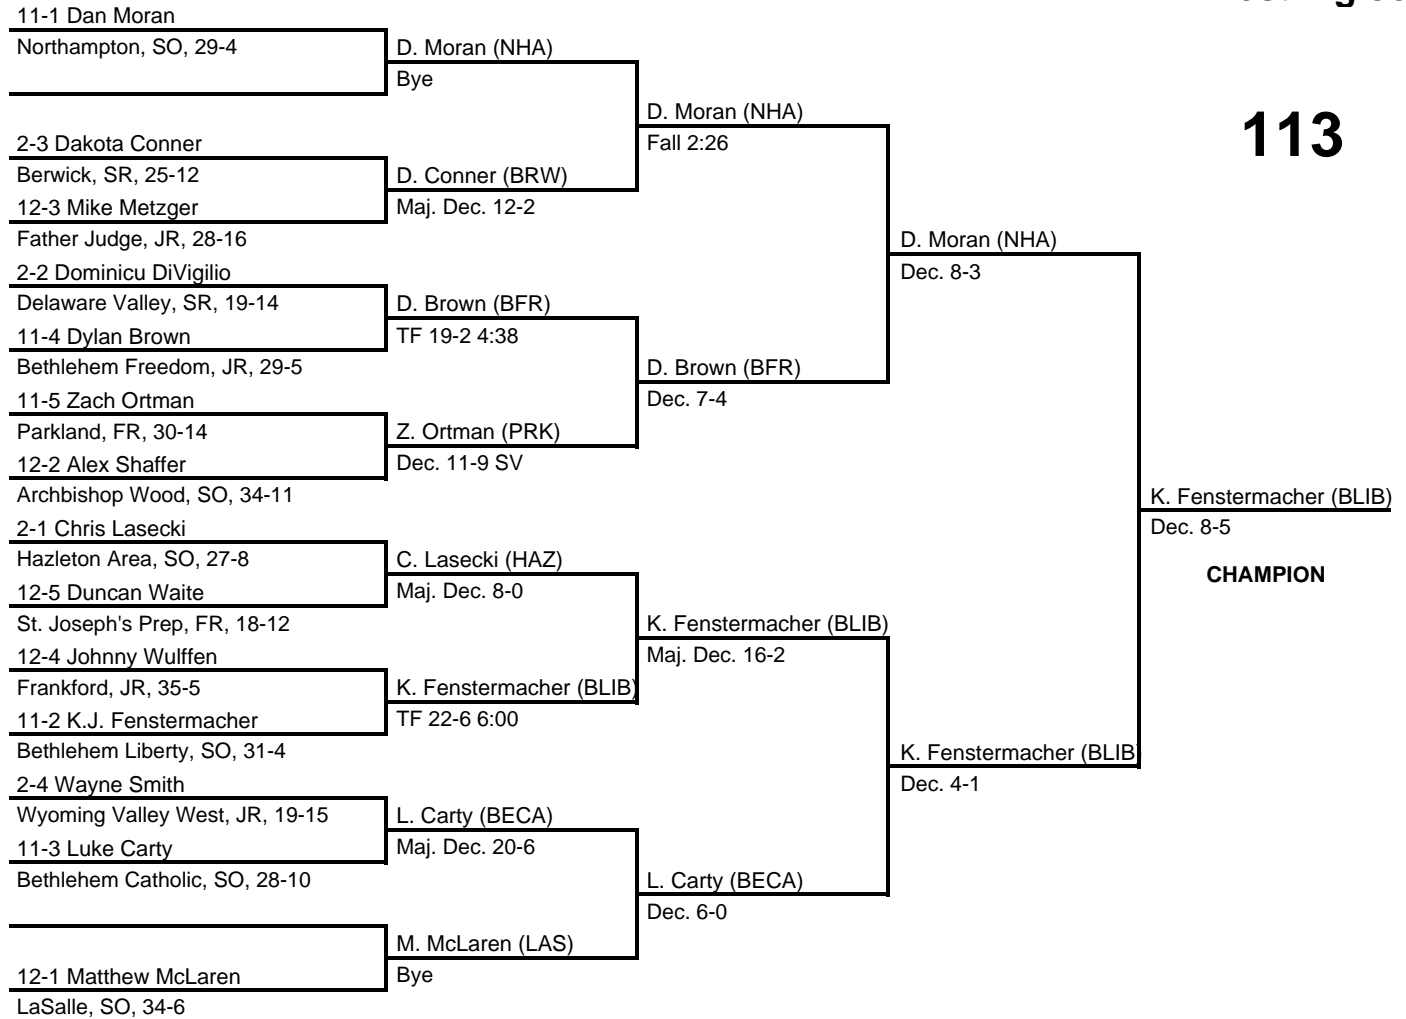 11-1 Dan Moran
Northampton, SO, 29-4
2-3 Dakota Conner
Berwick, SR, 25-12
12-3 Mike Metzger
Father Judge, JR, 28-16
2-2 Dominicu DiVigilio
Delaware Valley, SR, 19-14
11-4 Dylan Brown
Bethlehem Freedom, JR, 29-5
11-5 Zach Ortman
Parkland, FR, 30-14
12-2 Alex Shaffer
Archbishop Wood, SO, 34-11
2-1 Chris Lasecki
Hazleton Area, SO, 27-8
12-5 Duncan Waite
St. Joseph's Prep, FR, 18-12
12-4 Johnny Wulffen
Frankford, JR, 35-5
11-2 K.J. Fenstermacher
Bethlehem Liberty, SO, 31-4
2-4 Wayne Smith
Wyoming Valley West, JR, 19-15
11-3 Luke Carty
Bethlehem Catholic, SO, 28-10
12-1 Matthew McLaren
LaSalle, SO, 34-6
D. Moran (NHA)
Bye
D. Conner (BRW)
Maj. Dec. 12-2
D. Brown (BFR)
TF 19-2 4:38
Z. Ortman (PRK)
Dec. 11-9 SV
C. Lasecki (HAZ)
Maj. Dec. 8-0
K. Fenstermacher (BLIB)
TF 22-6 6:00
L. Carty (BECA)
Maj. Dec. 20-6
M. McLaren (LAS)
Bye
D. Moran (NHA)
Fall 2:26
D. Brown (BFR)
Dec. 7-4
K. Fenstermacher (BLIB)
Maj. Dec. 16-2
L. Carty (BECA)
Dec. 6-0
D. Moran (NHA)
Dec. 8-3
K. Fenstermacher (BLIB)
Dec. 4-1
113
K. Fenstermacher (BLIB)
Dec. 8-5
CHAMPION